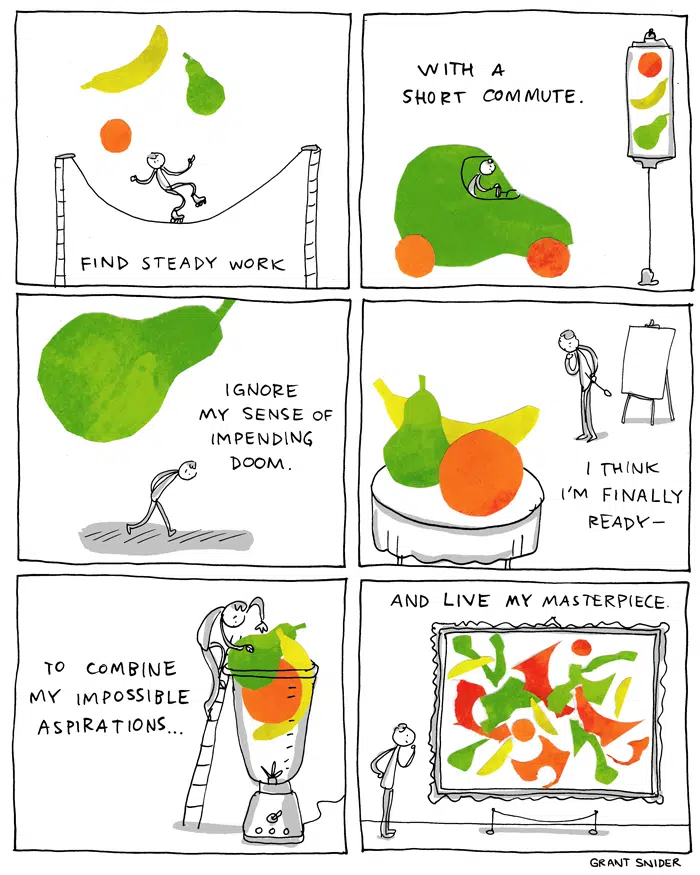 FIND STEADY WORK
WITH A
SHORT COMMUTE.
IGNORE
MY SENSE OF
IMPENDING
DOOM.
I THINK
I'M FINALLY
READY—
TO COMBINE
MY IMPOSSIBLE
ASPIRATIONS...
AND LIVE MY MASTERPIECE.
GRANT SNIDER